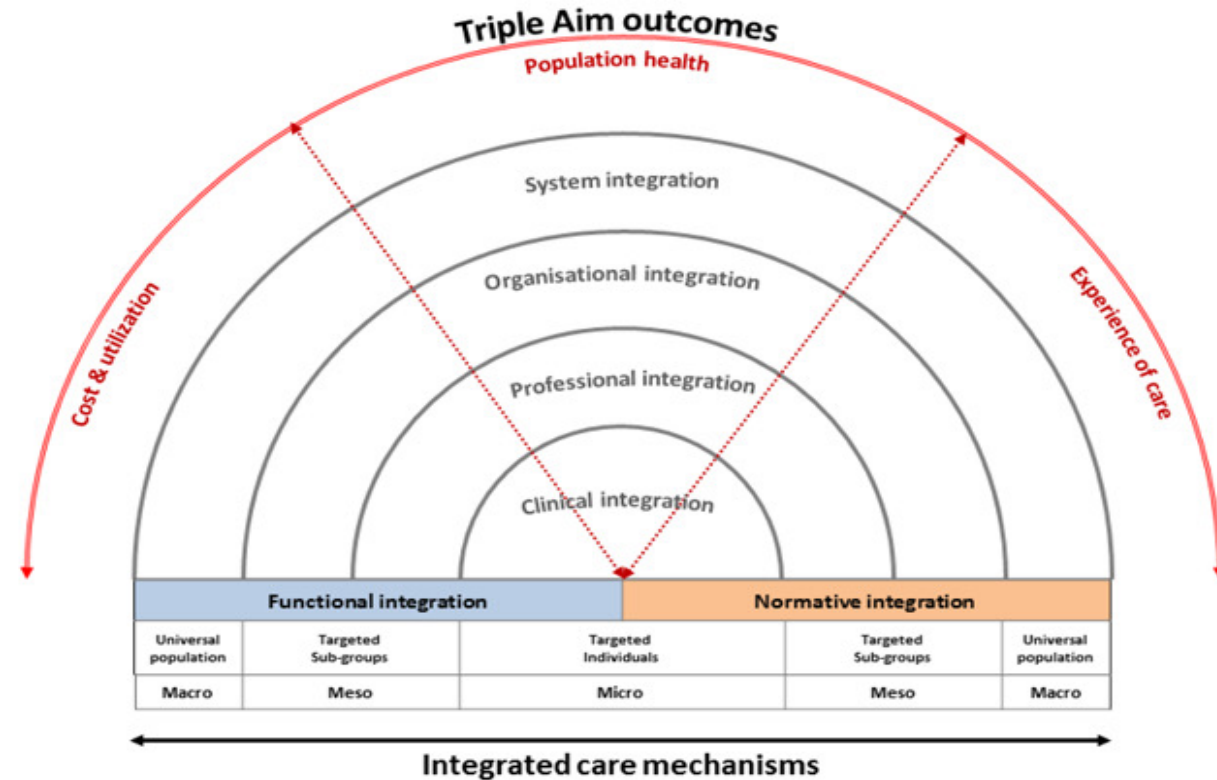 Triple Aim outcomes
Population health
Cost & utilization
Experience of care
System integration
Organisational integration
Professional integration
Clinical integration
Functional integration
Normative integration
Universal
population
Targeted
Sub-groups
Targeted
Individuals
Targeted
Sub-groups
Universal
population
Macro
Meso
Micro
Meso
Macro
Integrated care mechanisms